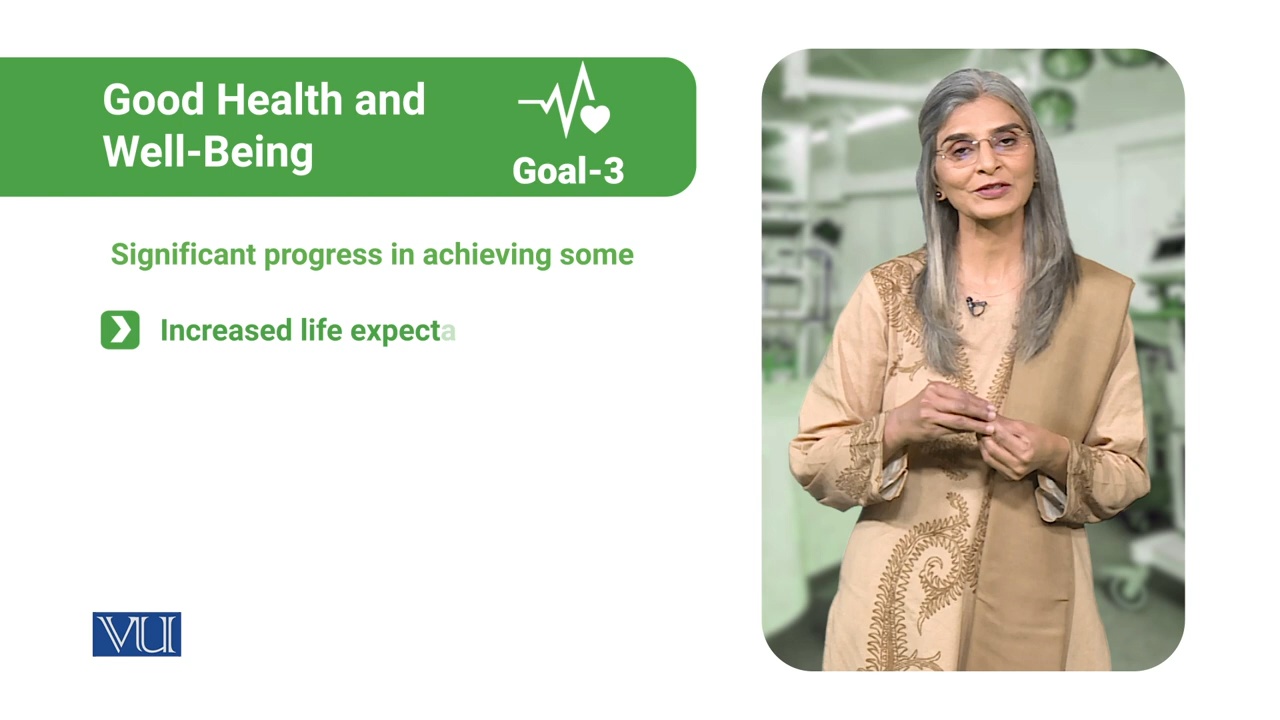 Good Health and
Well-Being
Goal-3
Significant progress in achieving some
Increased life expecta
VU